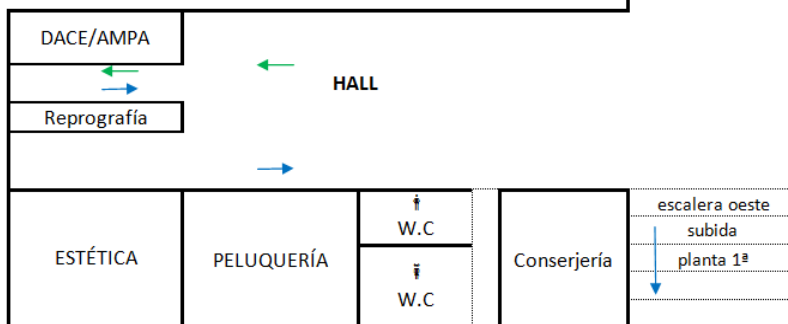 DACE/AMPA
HALL
Reprografía
ESTÉTICA
PELUQUERÍA
W.C
W.C
Conserjería
escalera oeste
subida
planta 1ª